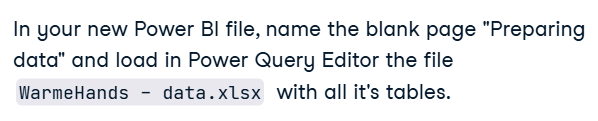 In your new Power BI file, name the blank page "Preparing
data" and load in Power Query Editor the file
WarmeHands - data.xlsx with all it's tables.